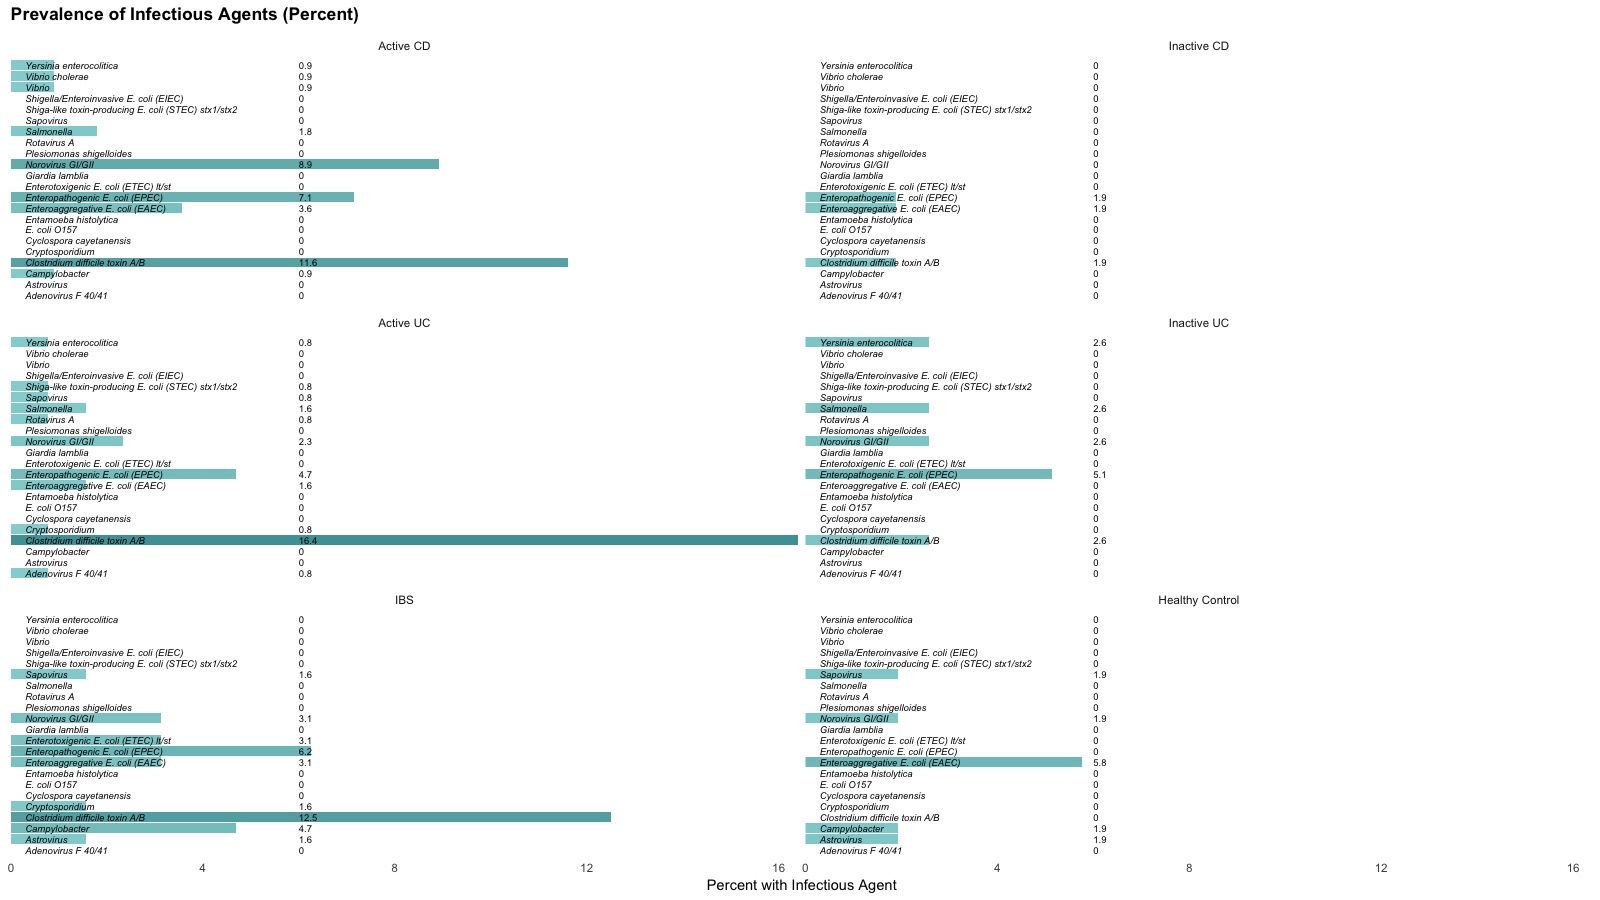 Prevalence of Infectious Agents (Percent)
Active CD
Yersinia enterocolitica 0.9
Vibrio cholerae 0.9
Vibrio 0.9
Shigella/Enteroinvasive E. coli (EIEC) 0
Shiga-like toxin-producing E. coli (STEC) stx1/stx2 0
Sapovirus 0
Salmonella 1.8
Rotavirus A 0
Plesiomonas shigelloides 0
Norovirus GI/GII 8.9
Giardia lamblia 0
Enterotoxigenic E. coli (ETEC) lt/st 0
Enteropathogenic E. coli (EPEC) 7.1
Enteroaggregative E. coli (EAEC) 3.6
Entamoeba histolytica 0
E. coli O157 0
Cyclospora cayetanensis 0
Cryptosporidium 0
Clostridium difficile toxin A/B 11.6
Campylobacter 0.9
Astrovirus 0
Adenovirus F 40/41 0
Inactive CD
Yersinia enterocolitica 0
Vibrio cholerae 0
Vibrio 0
Shigella/Enteroinvasive E. coli (EIEC) 0
Shiga-like toxin-producing E. coli (STEC) stx1/stx2 0
Sapovirus 0
Salmonella 0
Rotavirus A 0
Plesiomonas shigelloides 0
Norovirus GI/GII 0
Giardia lamblia 0
Enterotoxigenic E. coli (ETEC) lt/st 0
Enteropathogenic E. coli (EPEC) 1.9
Enteroaggregative E. coli (EAEC) 1.9
Entamoeba histolytica 0
E. coli O157 0
Cyclospora cayetanensis 0
Cryptosporidium 0
Clostridium difficile toxin A/B 1.9
Campylobacter 0
Astrovirus 0
Adenovirus F 40/41 0
Active UC
Yersinia enterocolitica 0.8
Vibrio cholerae 0
Vibrio 0
Shigella/Enteroinvasive E. coli (EIEC) 0
Shiga-like toxin-producing E. coli (STEC) stx1/stx2 0.8
Sapovirus 0.8
Salmonella 1.6
Rotavirus A 0.8
Plesiomonas shigelloides 0
Norovirus GI/GII 2.3
Giardia lamblia 0
Enterotoxigenic E. coli (ETEC) lt/st 0
Enteropathogenic E. coli (EPEC) 4.7
Enteroaggregative E. coli (EAEC) 1.6
Entamoeba histolytica 0
E. coli O157 0
Cyclospora cayetanensis 0
Cryptosporidium 0.8
Clostridium difficile toxin A/B 16.4
Campylobacter 0
Astrovirus 0
Adenovirus F 40/41 0.8
Inactive UC
Yersinia enterocolitica 2.6
Vibrio cholerae 0
Vibrio 0
Shigella/Enteroinvasive E. coli (EIEC) 0
Shiga-like toxin-producing E. coli (STEC) stx1/stx2 0
Sapovirus 0
Salmonella 2.6
Rotavirus A 0
Plesiomonas shigelloides 0
Norovirus GI/GII 2.6
Giardia lamblia 0
Enterotoxigenic E. coli (ETEC) lt/st 0
Enteropathogenic E. coli (EPEC) 5.1
Enteroaggregative E. coli (EAEC) 0
Entamoeba histolytica 0
E. coli O157 0
Cyclospora cayetanensis 0
Cryptosporidium 0
Clostridium difficile toxin A/B 2.6
Campylobacter 0
Astrovirus 0
Adenovirus F 40/41 0
IBS
Yersinia enterocolitica 0
Vibrio cholerae 0
Vibrio 0
Shigella/Enteroinvasive E. coli (EIEC) 0
Shiga-like toxin-producing E. coli (STEC) stx1/stx2 0
Sapovirus 1.6
Salmonella 0
Rotavirus A 0
Plesiomonas shigelloides 0
Norovirus GI/GII 3.1
Giardia lamblia 0
Enterotoxigenic E. coli (ETEC) lt/st 3.1
Enteropathogenic E. coli (EPEC) 6.2
Enteroaggregative E. coli (EAEC) 3.1
Entamoeba histolytica 0
E. coli O157 0
Cyclospora cayetanensis 0
Cryptosporidium 1.6
Clostridium difficile toxin A/B 12.5
Campylobacter 4.7
Astrovirus 1.6
Adenovirus F 40/41 0
Healthy Control
Yersinia enterocolitica 0
Vibrio cholerae 0
Vibrio 0
Shigella/Enteroinvasive E. coli (EIEC) 0
Shiga-like toxin-producing E. coli (STEC) stx1/stx2 0
Sapovirus 1.9
Salmonella 0
Rotavirus A 0
Plesiomonas shigelloides 0
Norovirus GI/GII 1.9
Giardia lamblia 0
Enterotoxigenic E. coli (ETEC) lt/st 0
Enteropathogenic E. coli (EPEC) 0
Enteroaggregative E. coli (EAEC) 5.8
Entamoeba histolytica 0
E. coli O157 0
Cyclospora cayetanensis 0
Cryptosporidium 0
Clostridium difficile toxin A/B 0
Campylobacter 1.9
Astrovirus 1.9
Adenovirus F 40/41 0
0 4 8 12 16 0 4 8 12 16
Percent with Infectious Agent